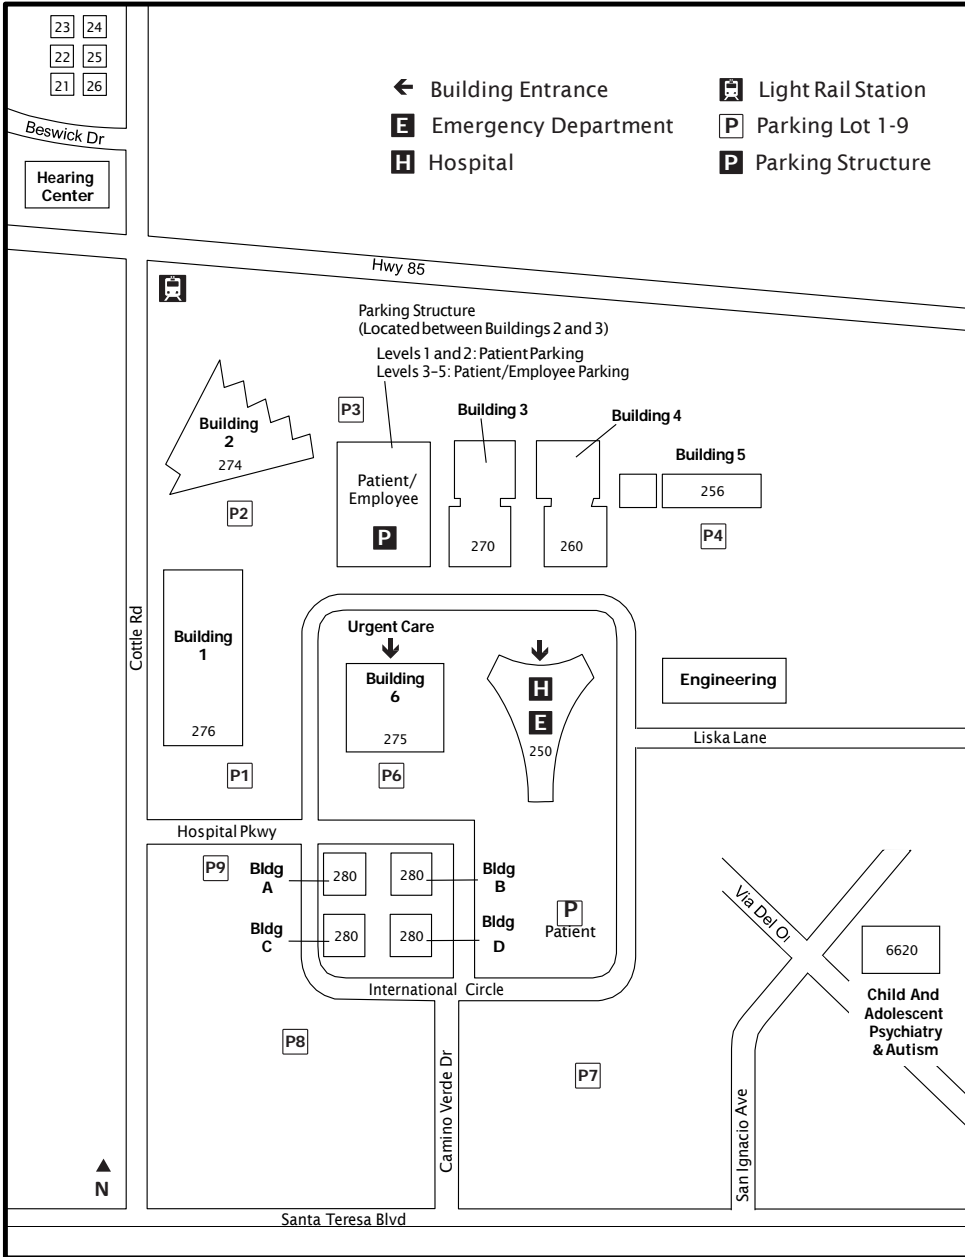 23 24
22 25
21 26
Beswick Dr
Hearing
Center
← Building Entrance
E Emergency Department
H Hospital
Light Rail Station
P Parking Lot 1-9
P Parking Structure
Hwy 85
Parking Structure
(Located between Buildings 2 and 3)
Levels 1 and 2: Patient Parking
Levels 3–5: Patient/Employee Parking
P3
Building 3
Building 4
Building
2
274
Building 5
256
Patient/
Employee
P
P2
270
260
P4
Cottle Rd
Building
1
276
Urgent Care
Building
6
275
H
E
250
Engineering
Liska Lane
P1
P6
Hospital Pkwy
P9
Bldg
A
280
280
Bldg
B
Bldg
C
280
280
Bldg
D
P
Patient
Via Del O
6620
Child And
Adolescent
Psychiatry
& Autism
International Circle
P8
P7
Camino Verde Dr
San Ignacio Ave
N
Santa Teresa Blvd